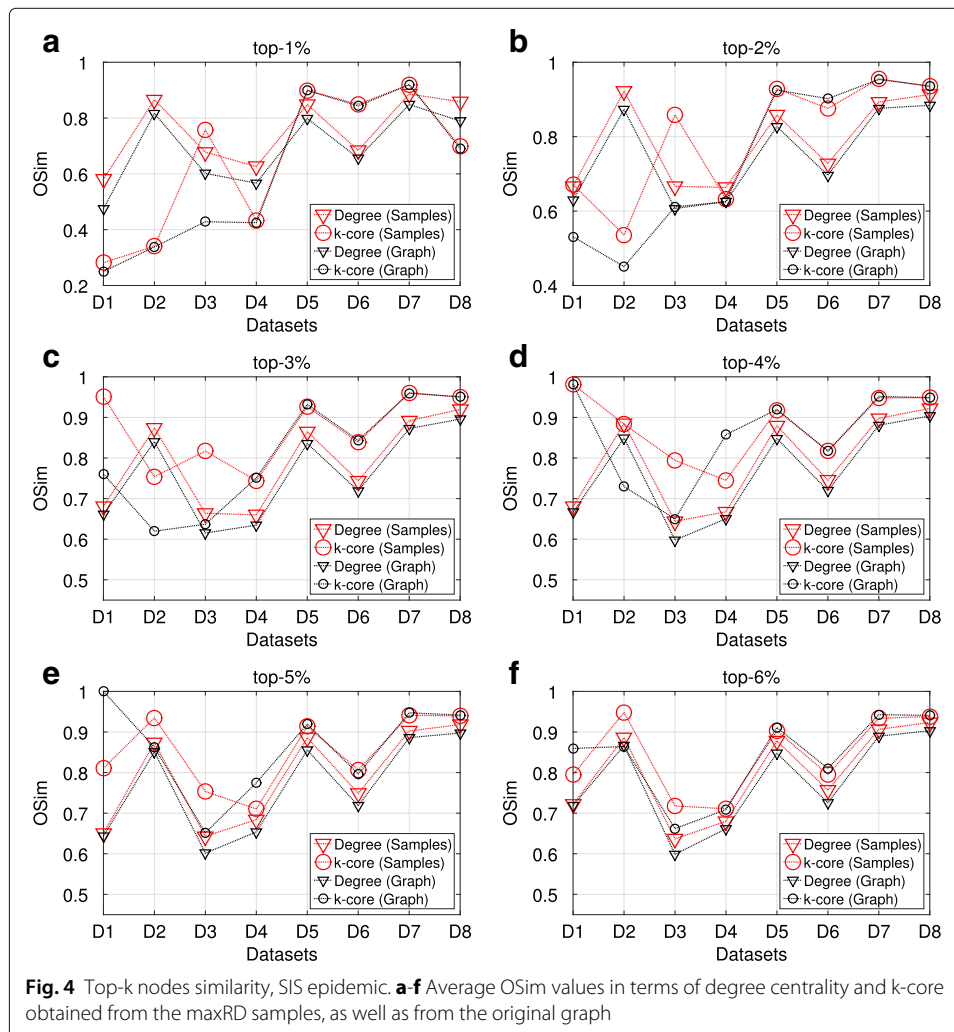 a
top-1%
OSim
1
0.8
0.6
0.4
0.2
Degree (Samples)
k-core (Samples)
Degree (Graph)
k-core (Graph)
D1 D2 D3 D4 D5 D6 D7 D8
Datasets
b
top-2%
OSim
1
0.8
0.6
0.4
Degree (Samples)
k-core (Samples)
Degree (Graph)
k-core (Graph)
D1 D2 D3 D4 D5 D6 D7 D8
Datasets
c
top-3%
OSim
1
0.9
0.8
0.7
0.6
0.5
Degree (Samples)
k-core (Samples)
Degree (Graph)
k-core (Graph)
D1 D2 D3 D4 D5 D6 D7 D8
Datasets
d
top-4%
OSim
1
0.9
0.8
0.7
0.6
0.5
Degree (Samples)
k-core (Samples)
Degree (Graph)
k-core (Graph)
D1 D2 D3 D4 D5 D6 D7 D8
Datasets
e
top-5%
OSim
1
0.9
0.8
0.7
0.6
0.5
Degree (Samples)
k-core (Samples)
Degree (Graph)
k-core (Graph)
D1 D2 D3 D4 D5 D6 D7 D8
Datasets
f
top-6%
OSim
1
0.9
0.8
0.7
0.6
0.5
Degree (Samples)
k-core (Samples)
Degree (Graph)
k-core (Graph)
D1 D2 D3 D4 D5 D6 D7 D8
Datasets
Fig. 4 Top-k nodes similarity, SIS epidemic. a-f Average OSim values in terms of degree centrality and k-core
obtained from the maxRD samples, as well as from the original graph